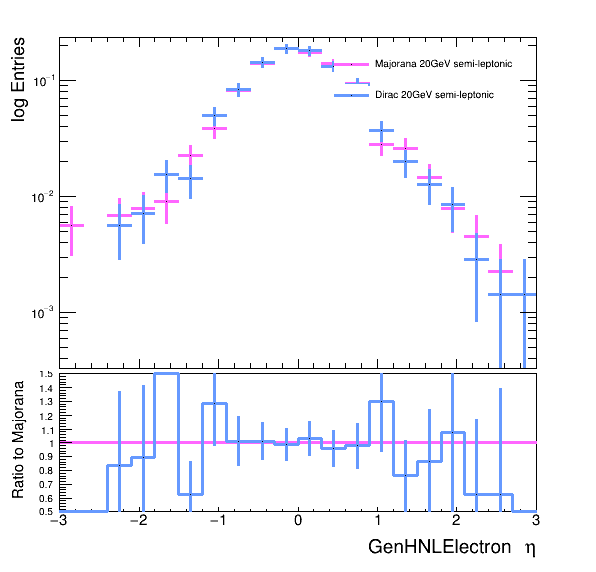 log Entries
10⁻¹
10⁻²
10⁻³
Majorana 20GeV semi-leptonic
Dirac 20GeV semi-leptonic
Ratio to Majorana
1.5
1.4
1.3
1.2
1.1
1
0.9
0.8
0.7
0.6
0.5
−3 −2 −1 0 1 2 3
GenHNLElectron η